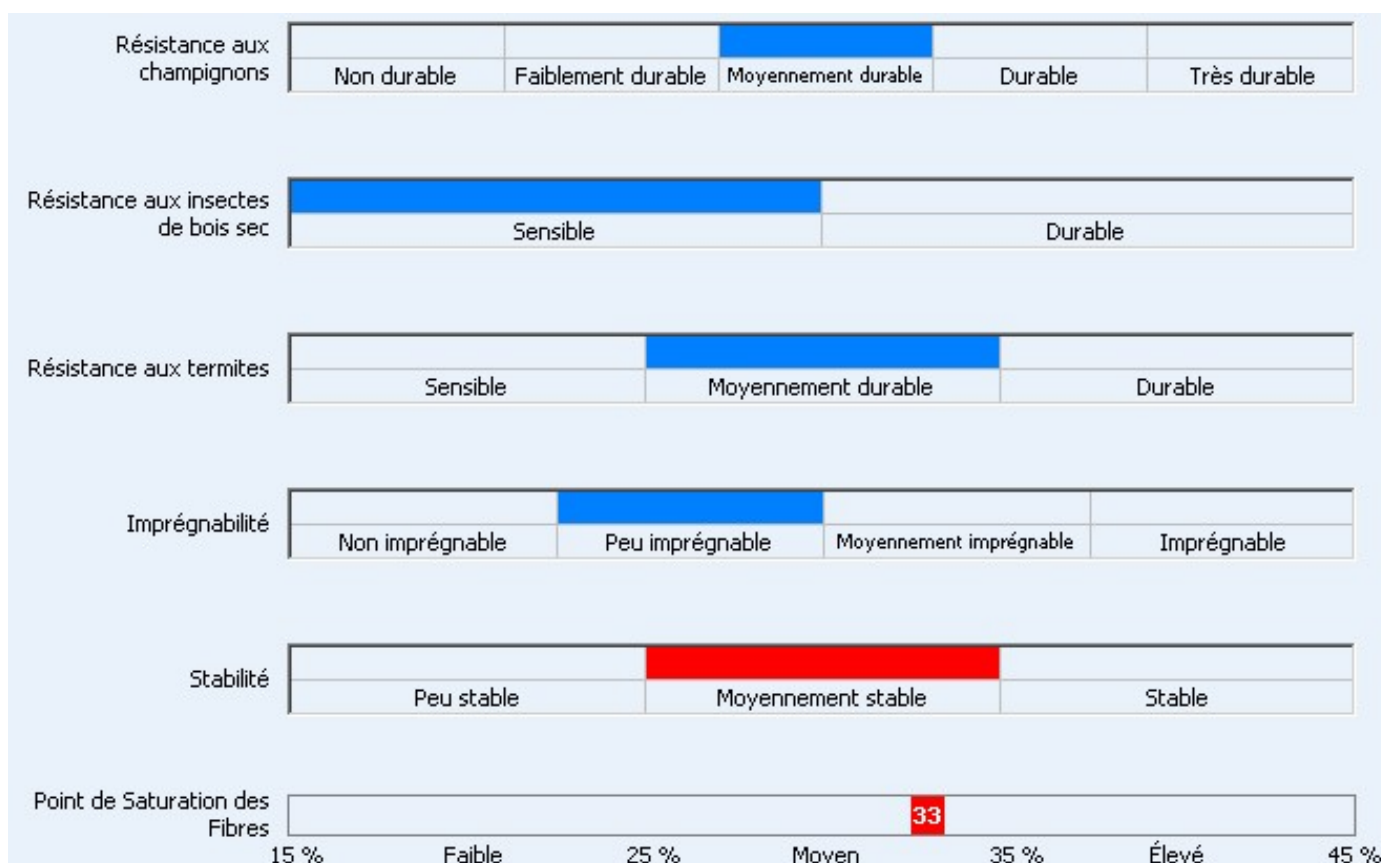 Résistance aux
champignons
Non durable Faiblement durable Moyennement durable Durable Très durable
Résistance aux insectes
de bois sec
Sensible Durable
Résistance aux termites
Sensible Moyennement durable Durable
Imprégnabilité
Non imprégnable Peu imprégnable Moyennement imprégnable Imprégnable
Stabilité
Peu stable Moyennement stable Stable
Point de Saturation des
Fibres
33
15 % Faible 25 % Moyen 35 % Élevé 45 %